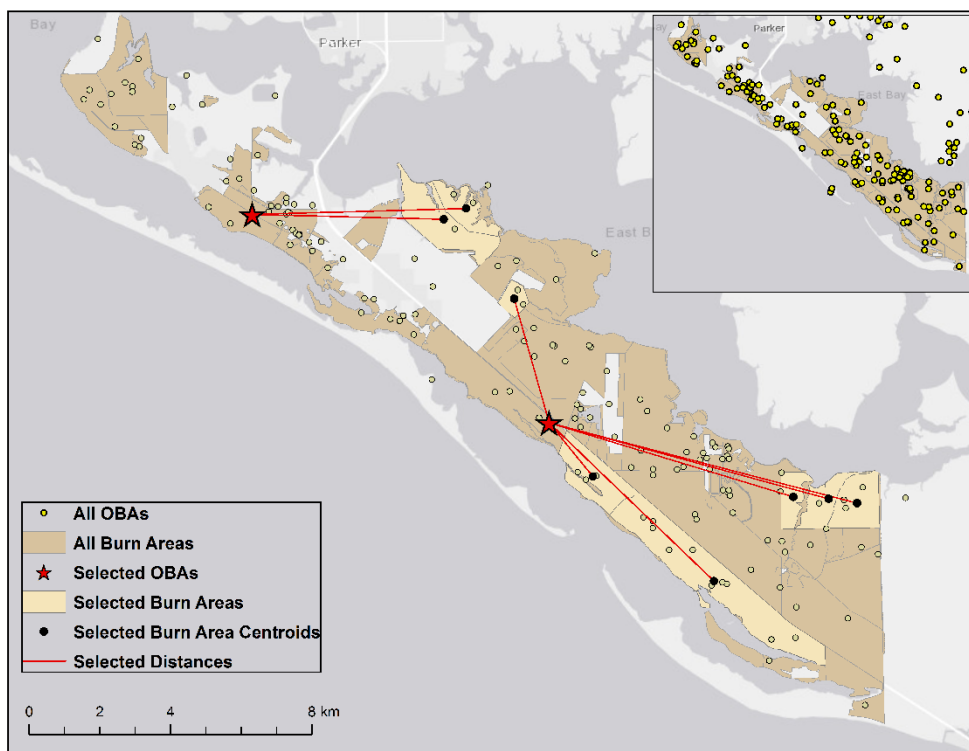 Bay
Parker
Parker
East Bay
East B
All OBAs
All Burn Areas
Selected OBAs
Selected Burn Areas
Selected Burn Area Centroids
Selected Distances
0 2 4 8 km